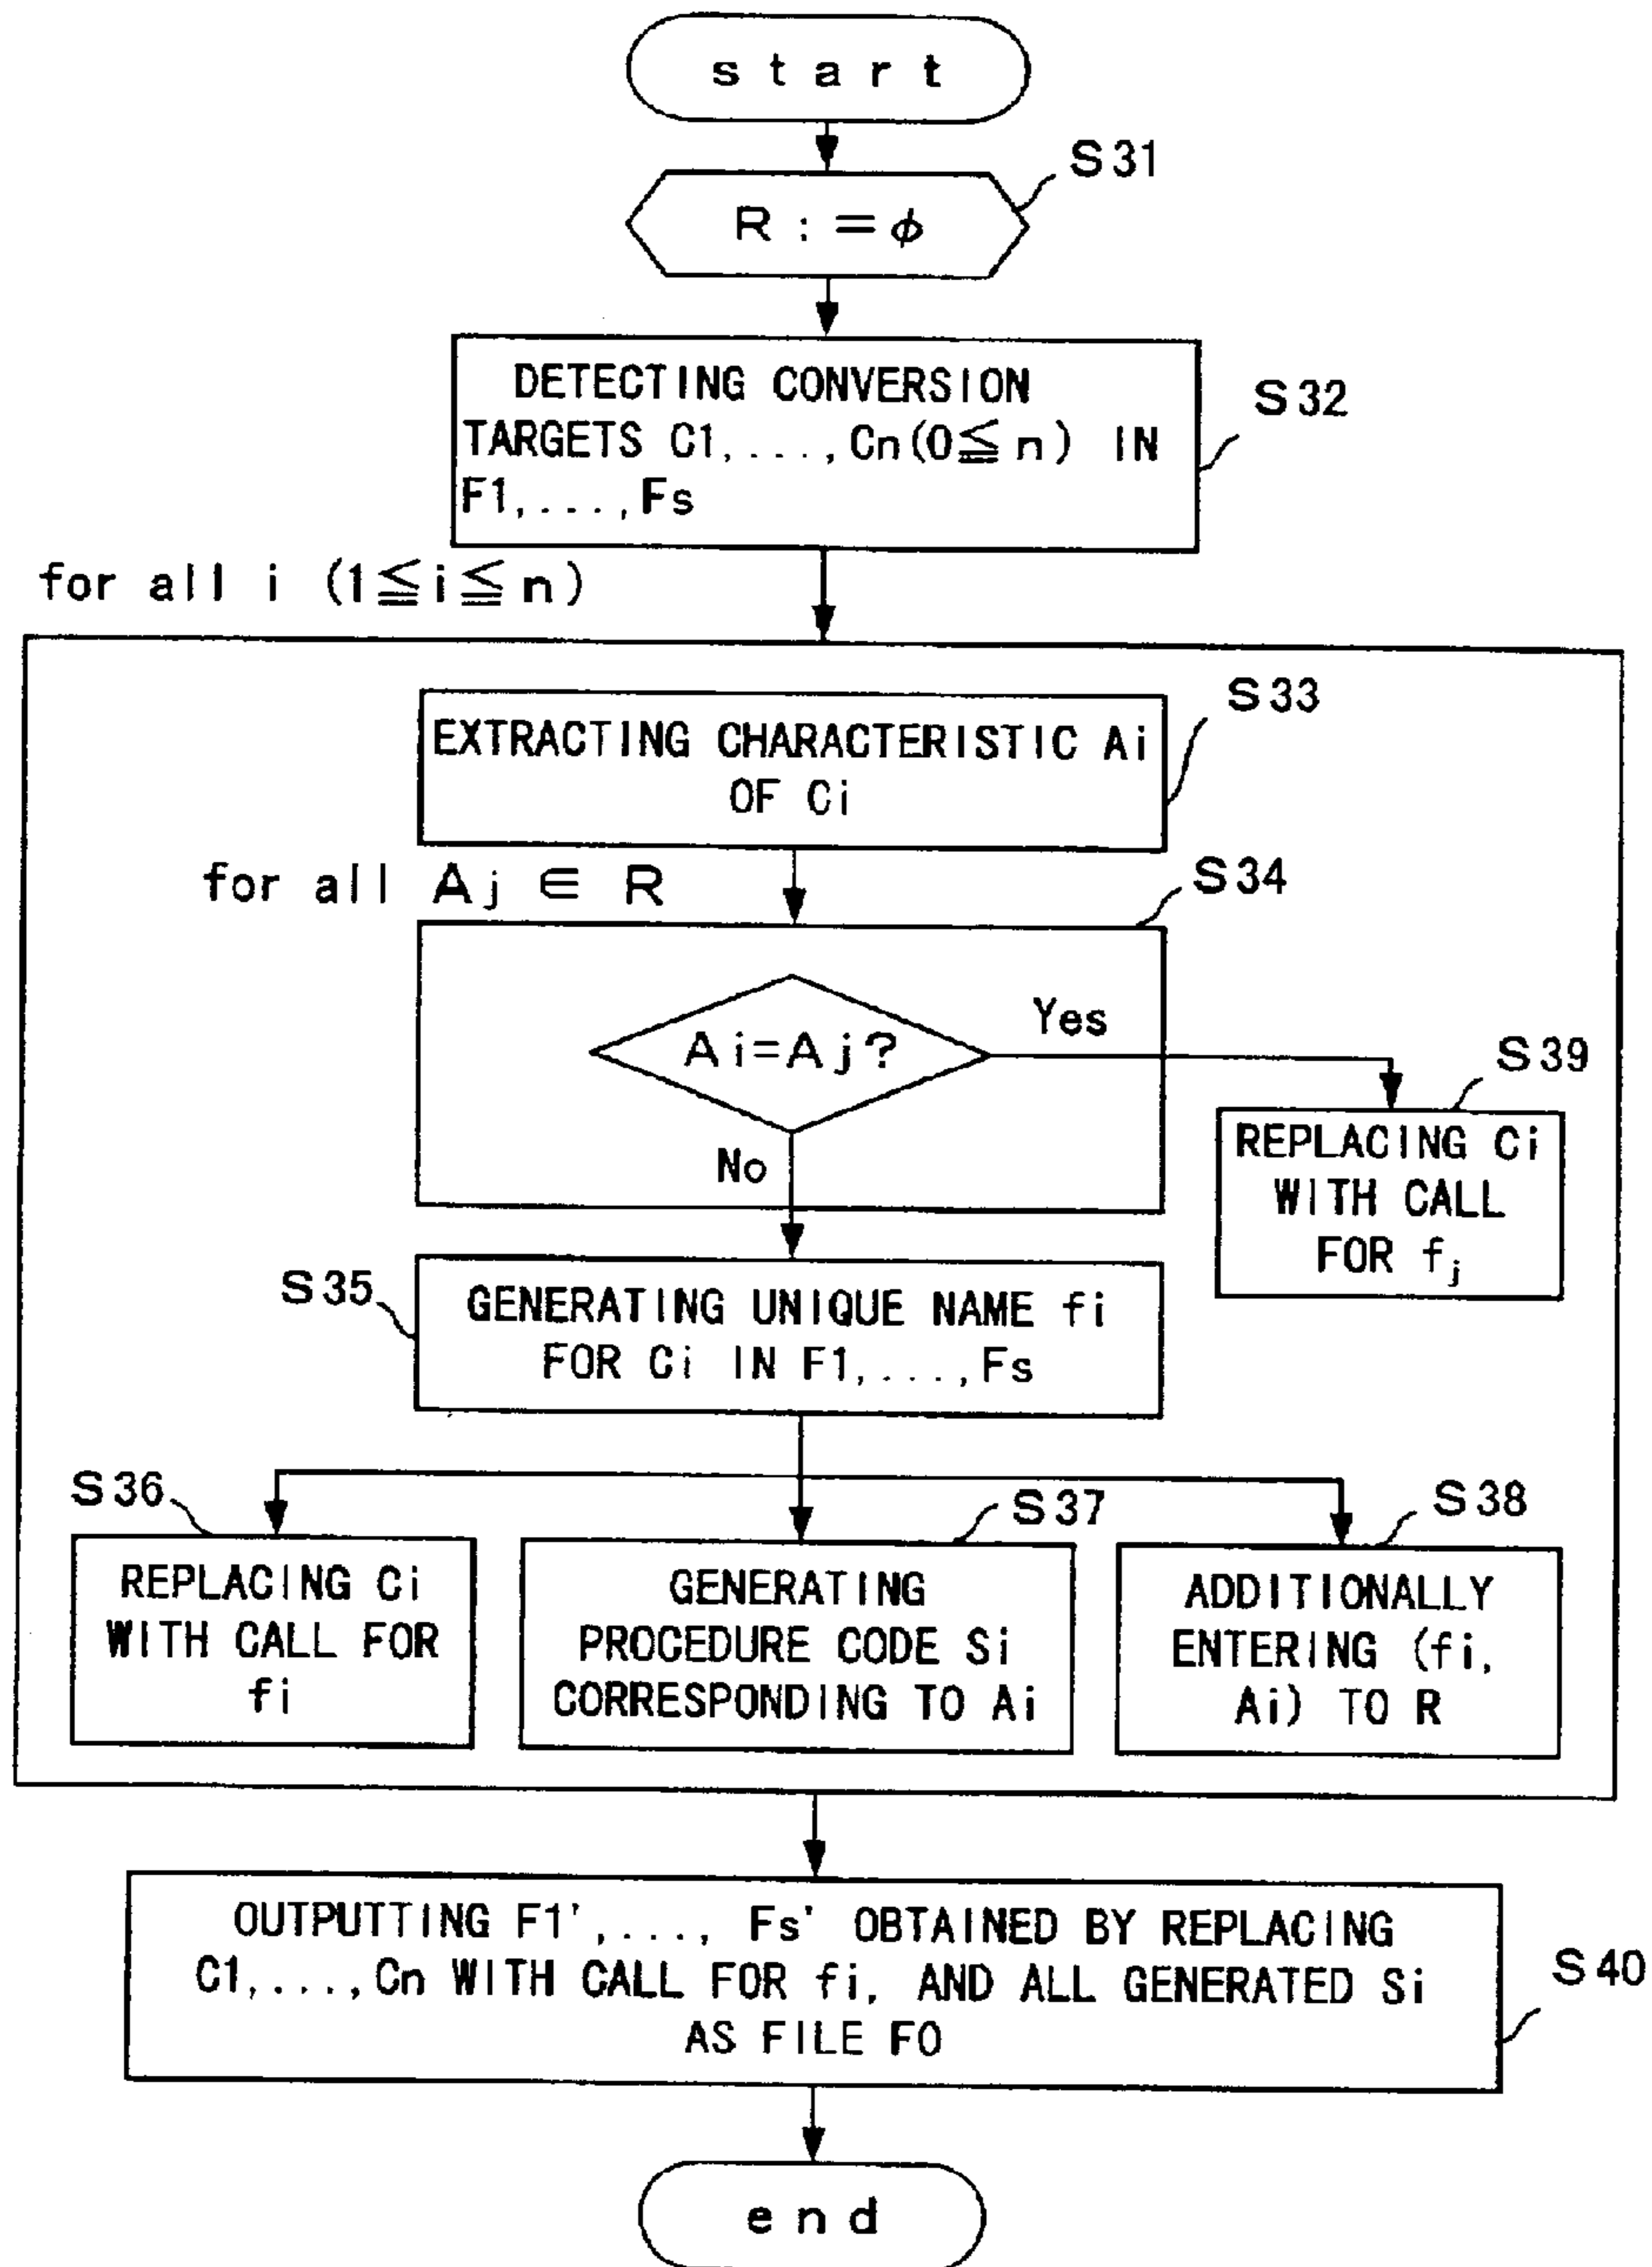 start
S31
R:=ϕ
DETECTING CONVERSION
TARGETS C1,...,Cn(0≦n) IN
F1,...,Fs
S32
for all i (1≦i≦n)
S33
EXTRACTING CHARACTERISTIC Ai
OF Ci
for all Aj ∈ R
S34
Ai=Aj?
Yes
No
S39
REPLACING Ci
WITH CALL
FOR fj
S35
GENERATING UNIQUE NAME fi
FOR Ci IN F1,...,Fs
S36
REPLACING Ci
WITH CALL FOR
fi
S37
GENERATING
PROCEDURE CODE Si
CORRESPONDING TO Ai
S38
ADDITIONALLY
ENTERING (fi,
Ai) TO R
OUTPUTTING F1',..., Fs' OBTAINED BY REPLACING
C1,...,Cn WITH CALL FOR fi, AND ALL GENERATED Si
AS FILE F0
S40
end